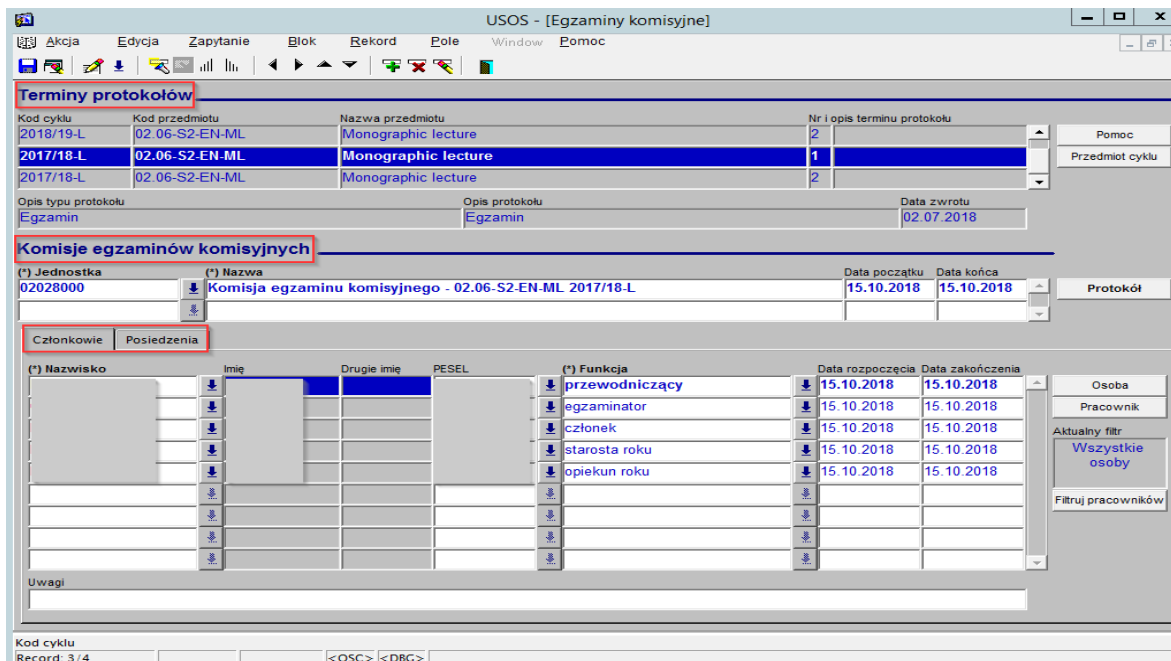 USOS - [Egzaminy komisyjne]
Akcja Edycja Zapytanie Blok Rekord Pole Window Pomoc
Terminy protokołów
Kod cyklu Kod przedmiotu Nazwa przedmiotu Nr i opis terminu protokołu
2018/19-L 02.06-S2-EN-ML Monographic lecture 2 Pomoc
2017/18-L 02.06-S2-EN-ML Monographic lecture 1 Przedmiot cyklu
2017/18-L 02.06-S2-EN-ML Monographic lecture 2
Opis typu protokołu Opis protokołu Data zwrotu
Egzamin Egzamin 02.07.2018
Komisje egzaminów komisyjnych
(*) Jednostka (*) Nazwa Data początku Data końca
02028000 Komisja egzaminu komisyjnego - 02.06-S2-EN-ML 2017/18-L 15.10.2018 15.10.2018 Protokół
Członkowie Posiedzenia
(*) Nazwisko Imię Drugie imię PESEL (*) Funkcja Data rozpoczęcia Data zakończenia
przewodniczący 15.10.2018 15.10.2018 Osoba
egzaminator 15.10.2018 15.10.2018 Pracownik
członek 15.10.2018 15.10.2018 Aktualny filtr
starosta roku 15.10.2018 15.10.2018 Wszystkie
opiekun roku 15.10.2018 15.10.2018 osoby
Filtruj pracowników
Uwagi
Kod cyklu
Record: 3/4 <OSC> <DBG>